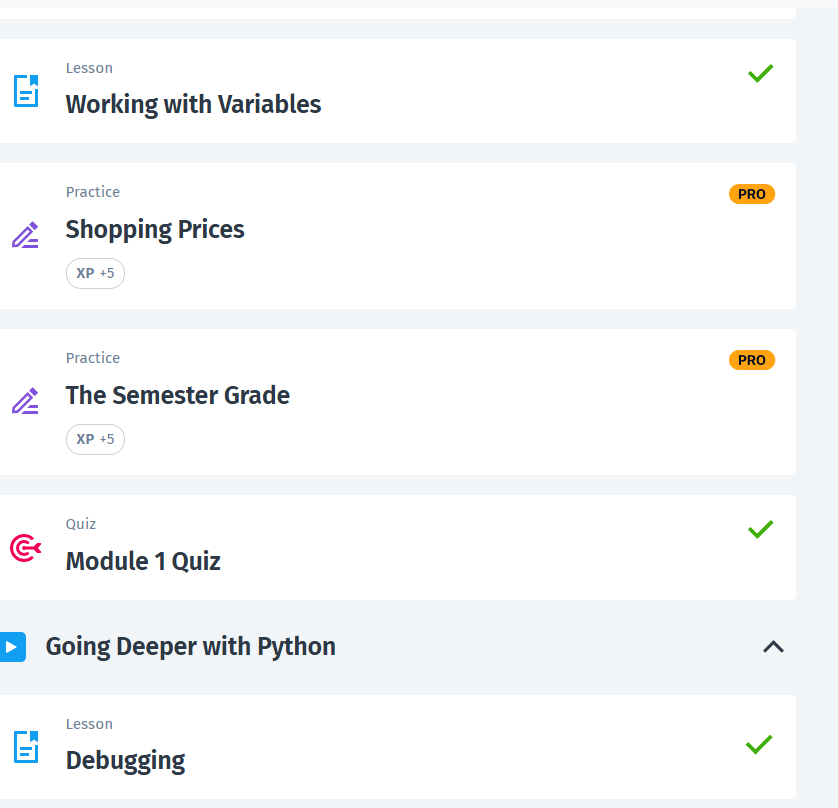 Lesson
Working with Variables
Practice
PRO
Shopping Prices
XP +5
Practice
PRO
The Semester Grade
XP +5
Quiz
Module 1 Quiz
Going Deeper with Python
Lesson
Debugging